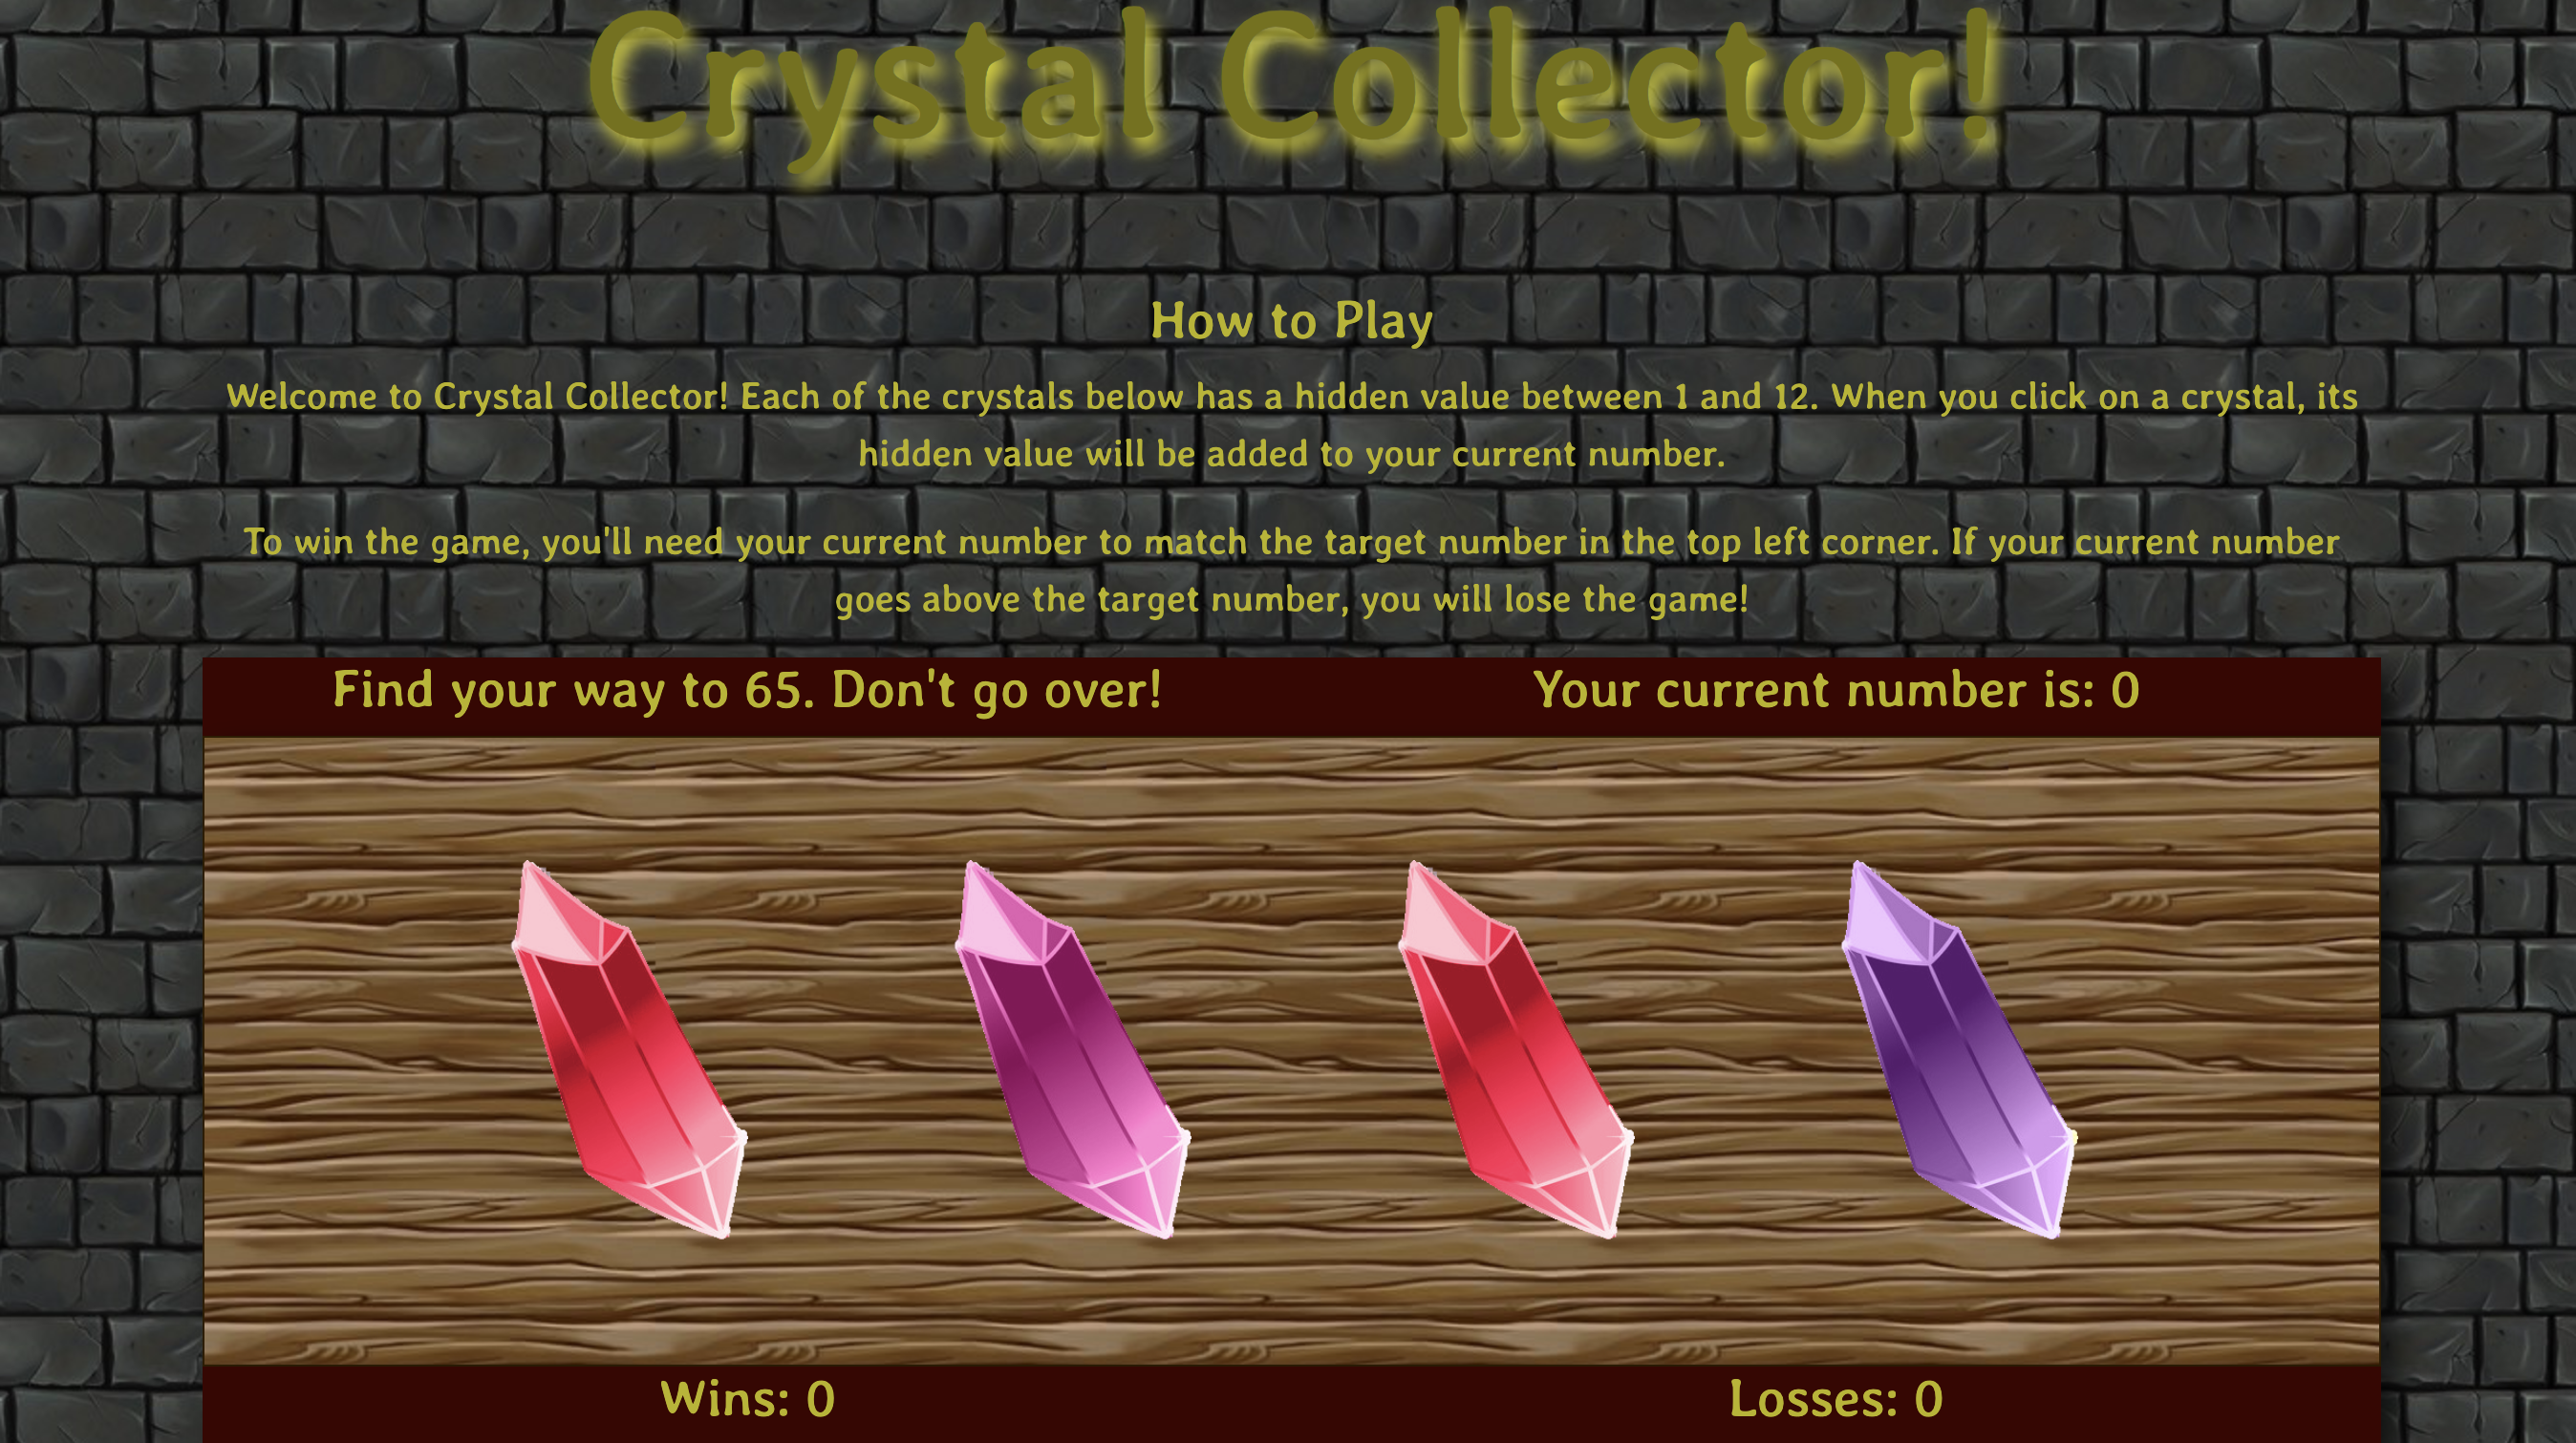 Crystal Collector!
How to Play
Welcome to Crystal Collector! Each of the crystals below has a hidden value between 1 and 12. When you click on a crystal, its
hidden value will be added to your current number.
To win the game, you'll need your current number to match the target number in the top left corner. If your current number
goes above the target number, you will lose the game!
Find your way to 65. Don't go over!
Your current number is: 0
Wins: 0
Losses: 0